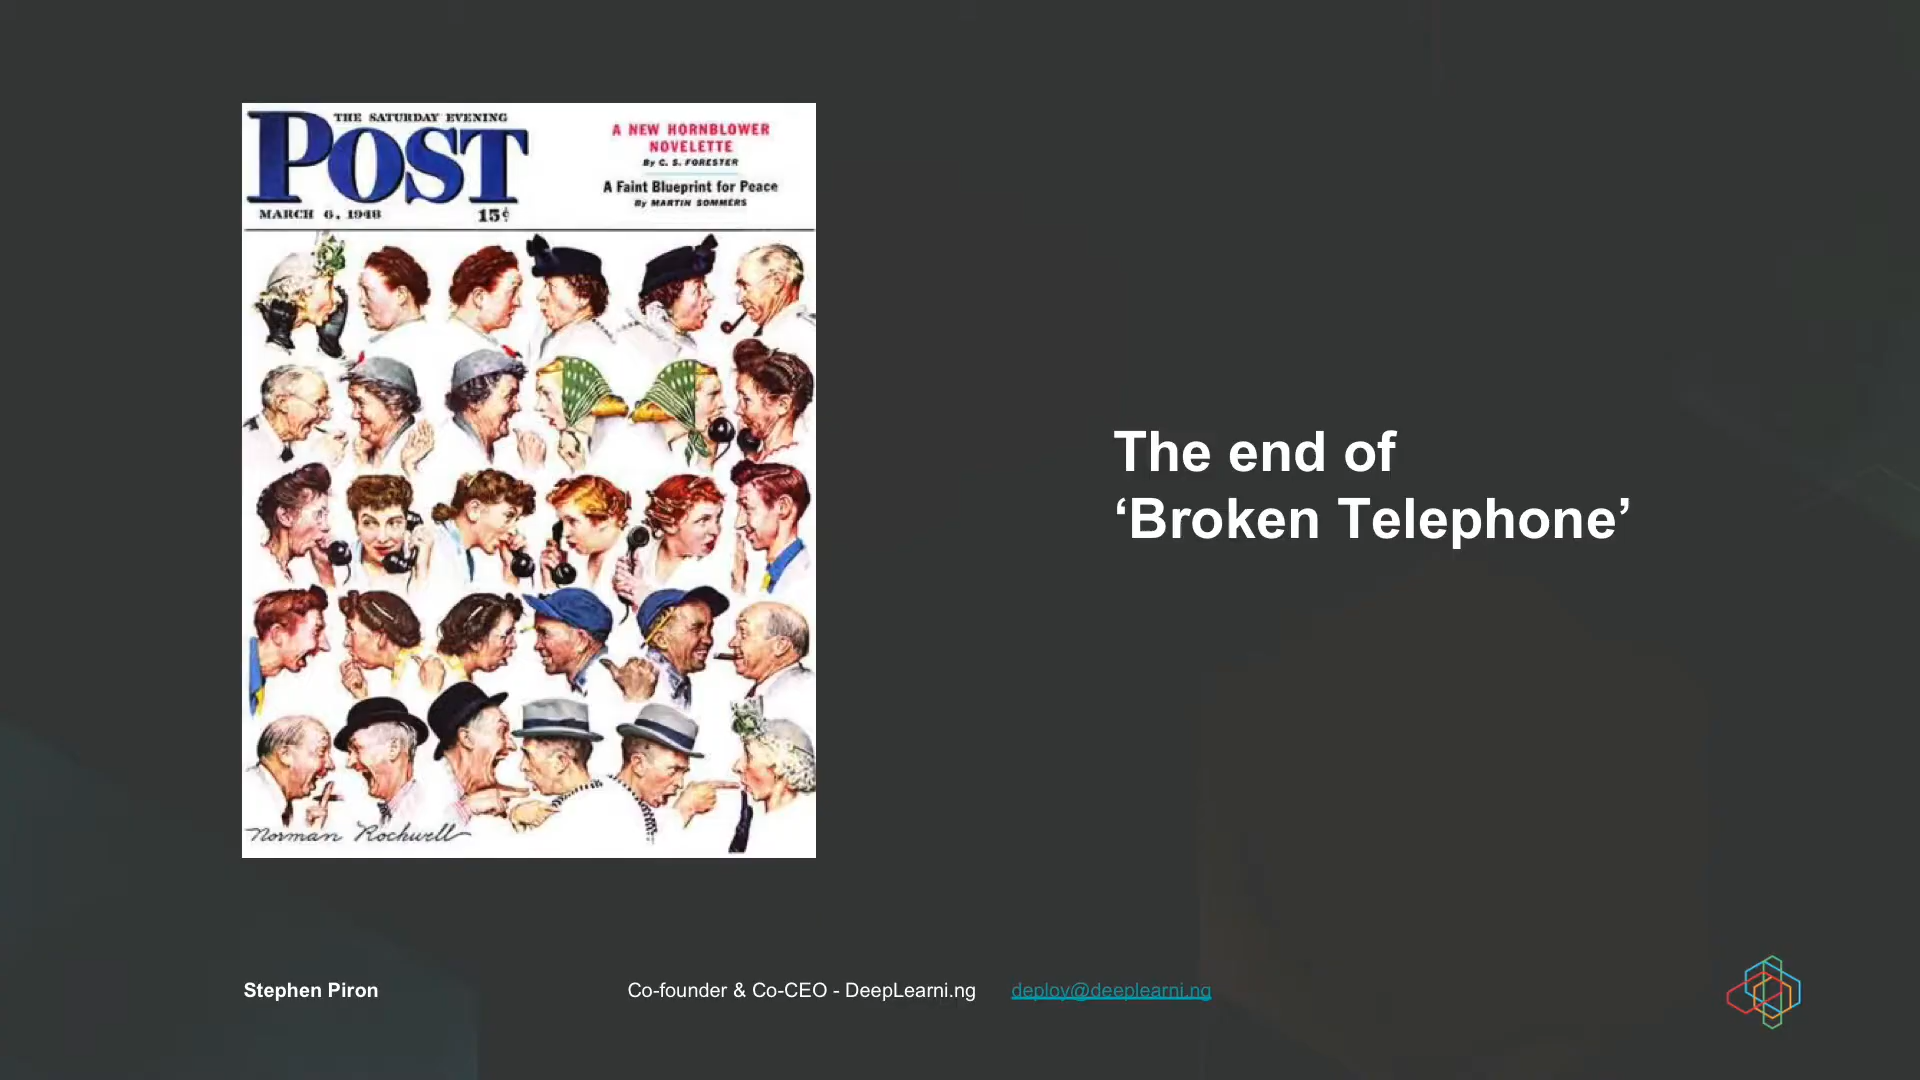 THE SATURDAY EVENING
POST
MARCH 6, 1948 15¢
A NEW HORNBLOWER
NOVELETTE
By C. S. FORESTER
A Faint Blueprint for Peace
By MARTIN SOMMERS
Norman Rockwell
The end of
‘Broken Telephone’
Stephen Piron
Co-founder & Co-CEO - DeepLearni.ng
deploy@deeplearni.ng